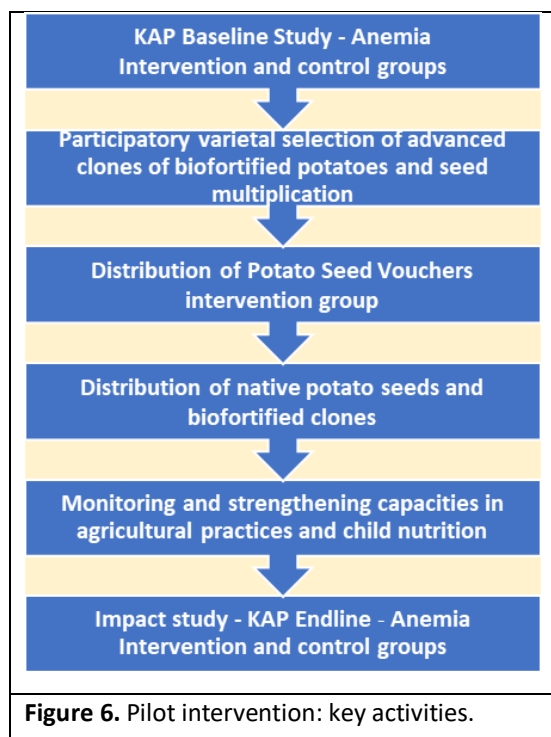 KAP Baseline Study - Anemia
Intervention and control groups
Participatory varietal selection of advanced
clones of biofortified potatoes and seed
multiplication
Distribution of Potato Seed Vouchers
intervention group
Distribution of native potato seeds and
biofortified clones
Monitoring and strengthening capacities in
agricultural practices and child nutrition
Impact study - KAP Endline - Anemia
Intervention and control groups
Figure 6. Pilot intervention: key activities.